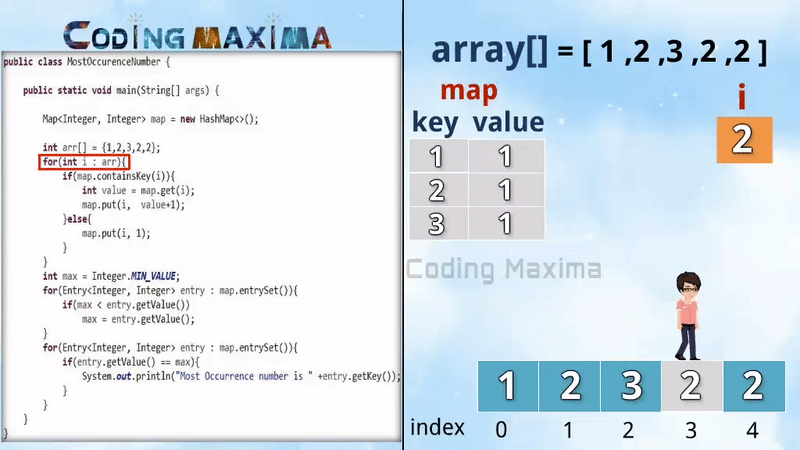 CODING MAXIMA
public class MostOccurenceNumber {
public static void main(String[] args) {
Map<Integer, Integer> map = new HashMap<>();
int arr[] = {1,2,3,2,2};
for(int i : arr){
if(map.containsKey(i)){
int value = map.get(i);
map.put(i, value+1);
}else{
map.put(i, 1);
}
}
int max = Integer.MIN_VALUE;
for(Entry<Integer, Integer> entry : map.entrySet()){
if(max < entry.getValue())
max = entry.getValue();
}
for(Entry<Integer, Integer> entry : map.entrySet()){
if(entry.getValue() == max){
System.out.println("Most Occurrence number is " +entry.getKey());
}
}
}
}
array[] = [ 1 ,2 ,3 ,2 ,2 ]
map
i
key value
2
1 1
2 1
3 1
Coding Maxima
1 2 3 2 2
index 0 1 2 3 4